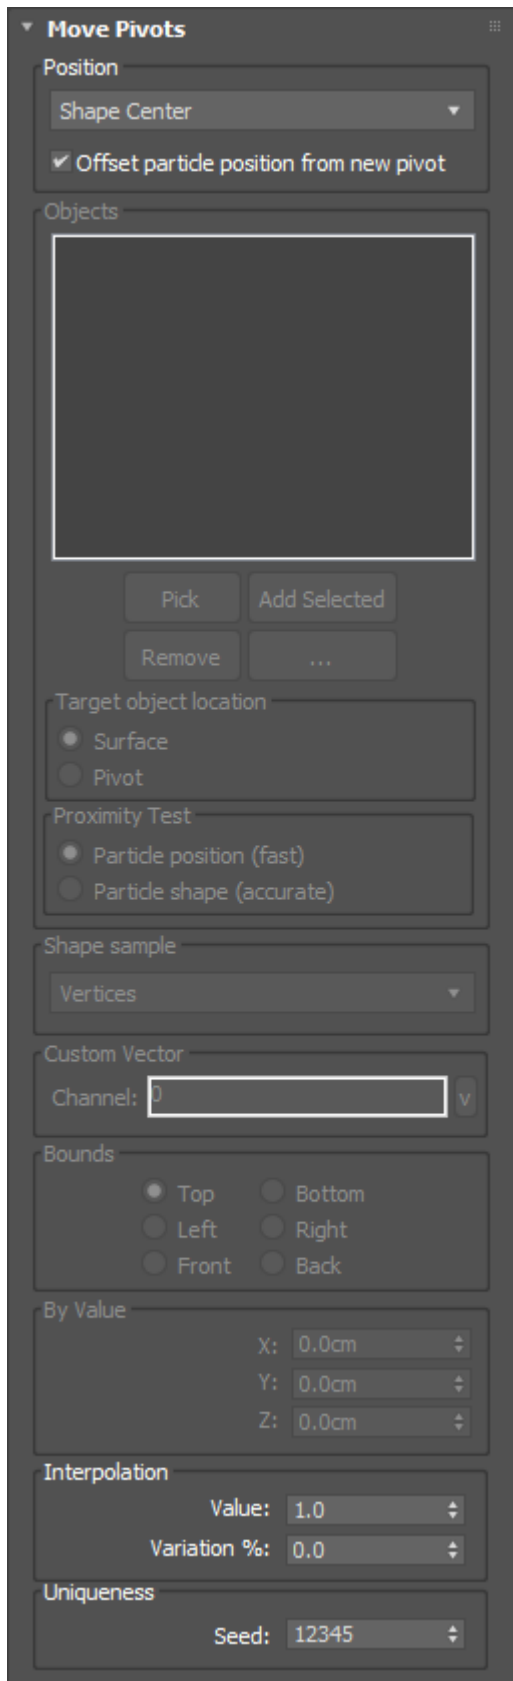 Move Pivots
Position
Shape Center
Offset particle position from new pivot
Objects
Pick
Add Selected
Remove
...
Target object location
Surface
Pivot
Proximity Test
Particle position (fast)
Particle shape (accurate)
Shape sample
Vertices
Custom Vector
Channel: 0 v
Bounds
Top Bottom
Left Right
Front Back
By Value
X: 0.0cm
Y: 0.0cm
Z: 0.0cm
Interpolation
Value: 1.0
Variation %: 0.0
Uniqueness
Seed: 12345